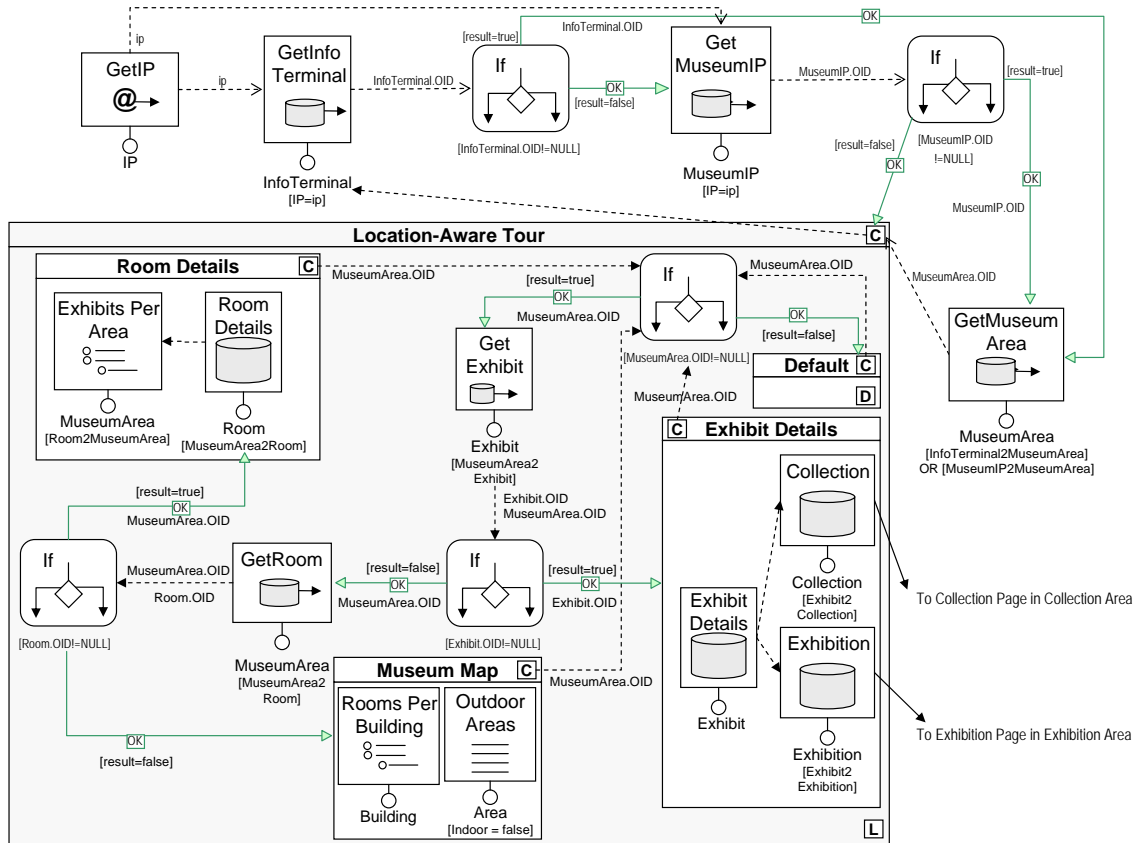 ip
InfoTerminal.OID
OK
[result=true]
GetIP
@
IP
ip
GetInfo
Terminal
InfoTerminal
[IP=ip]
InfoTerminal.OID
If
[InfoTerminal.OID!=NULL]
OK
[result=false]
Get
MuseumIP
MuseumIP
[IP=ip]
MuseumIP.OID
If
[MuseumIP.OID
!=NULL]
[result=true]
[result=false]
OK
OK
MuseumIP.OID
MuseumArea.OID
GetMuseum
Area
MuseumArea
[InfoTerminal2MuseumArea]
OR [MuseumIP2MuseumArea]
Location-Aware Tour
C
Room Details
C
MuseumArea.OID
Exhibits Per
Area
MuseumArea
[Room2MuseumArea]
Room
Details
Room
[MuseumArea2Room]
[result=true]
OK
MuseumArea.OID
If
[MuseumArea.OID!=NULL]
MuseumArea.OID
OK
[result=false]
Default
C
D
MuseumArea.OID
Get
Exhibit
Exhibit
[MuseumArea2
Exhibit]
Exhibit.OID
MuseumArea.OID
C
Exhibit Details
Collection
Collection
[Exhibit2
Collection]
To Collection Page in Collection Area
Exhibit
Details
Exhibit
Exhibition
Exhibition
[Exhibit2
Exhibition]
To Exhibition Page in Exhibition Area
[result=true]
OK
MuseumArea.OID
If
[Room.OID!=NULL]
MuseumArea.OID
Room.OID
GetRoom
MuseumArea
[MuseumArea2
Room]
[result=false]
OK
MuseumArea.OID
If
[Exhibit.OID!=NULL]
[result=true]
OK
Exhibit.OID
OK
[result=false]
Museum Map
C
MuseumArea.OID
Rooms Per
Building
Building
Outdoor
Areas
Area
[Indoor = false]
L